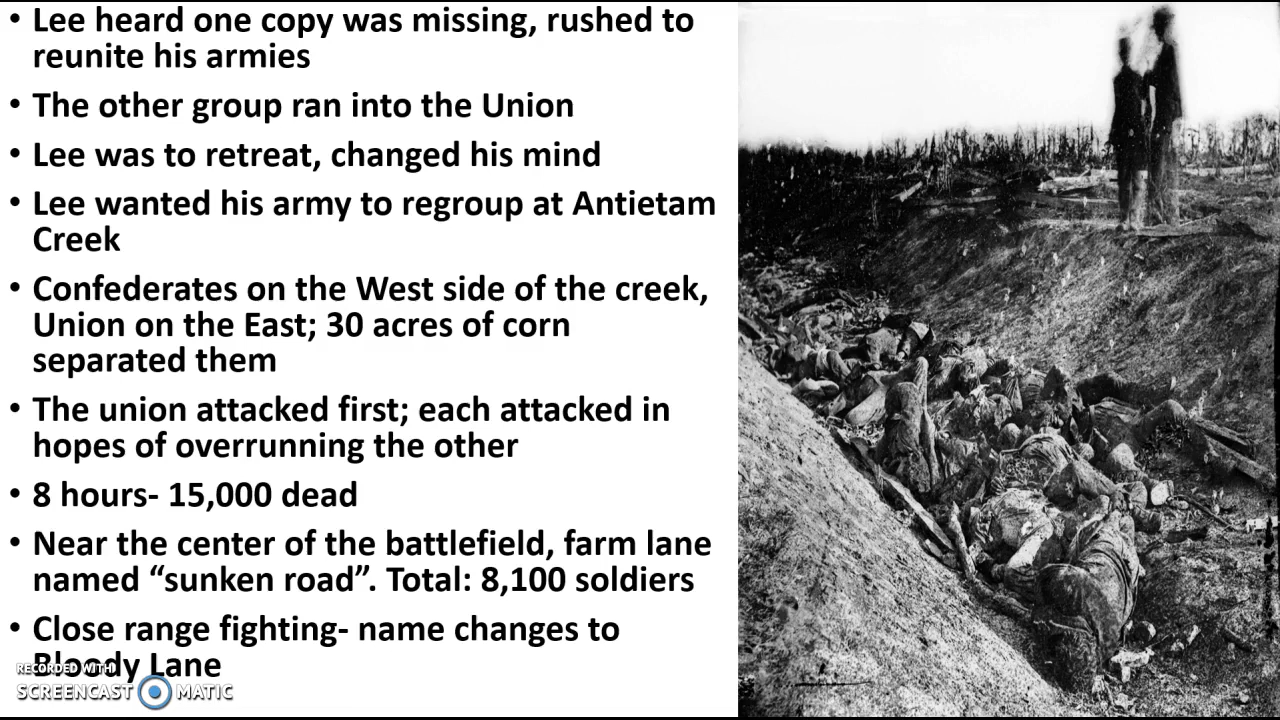 • Lee heard one copy was missing, rushed to
reunite his armies
• The other group ran into the Union
• Lee was to retreat, changed his mind
• Lee wanted his army to regroup at Antietam
Creek
• Confederates on the West side of the creek,
Union on the East; 30 acres of corn
separated them
• The union attacked first; each attacked in
hopes of overrunning the other
• 8 hours- 15,000 dead
• Near the center of the battlefield, farm lane
named “sunken road”. Total: 8,100 soldiers
• Close range fighting- name changes to
Bloody Lane
RECORDED WITH
SCREENCAST MATIC